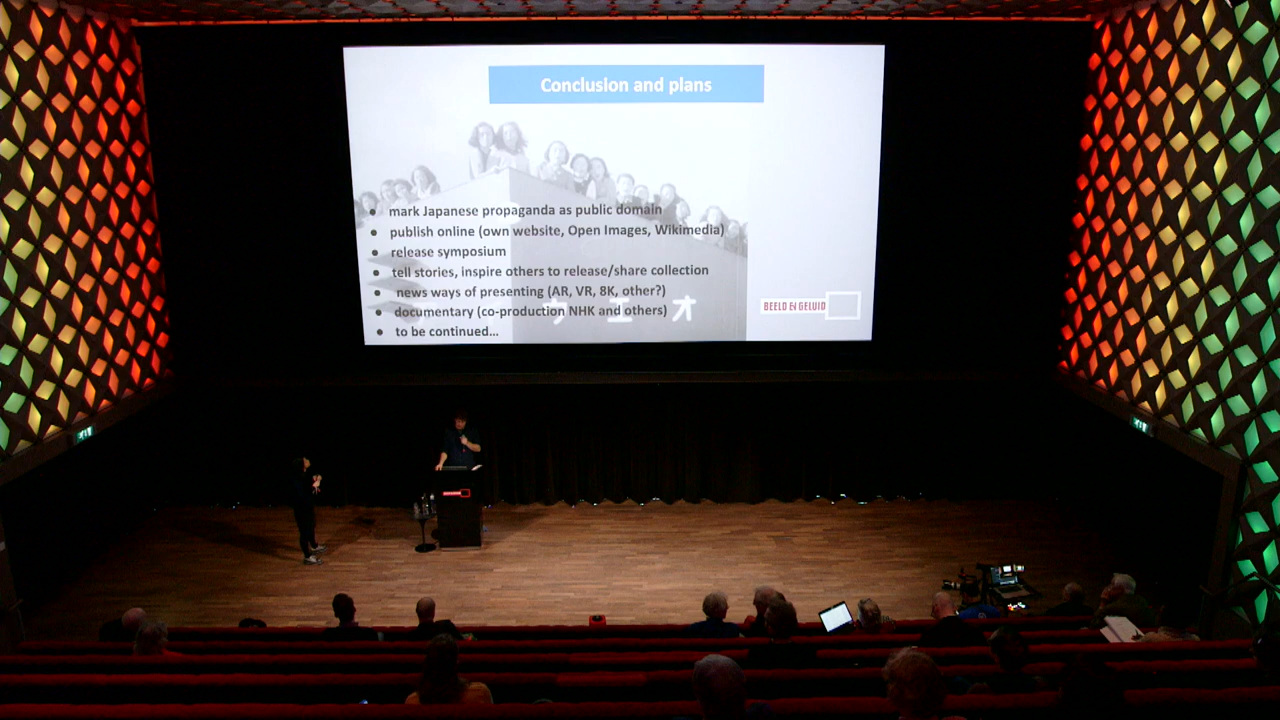 Conclusion and plans
mark Japanese propaganda as public domain
publish online (own website, Open Images, Wikimedia)
release symposium
tell stories, inspire others to release/share collection
news ways of presenting (AR, VR, 8K, other?)
documentary (co-production NHK and others)
to be continued...
ウ エ オ
BEELD EN GELUID